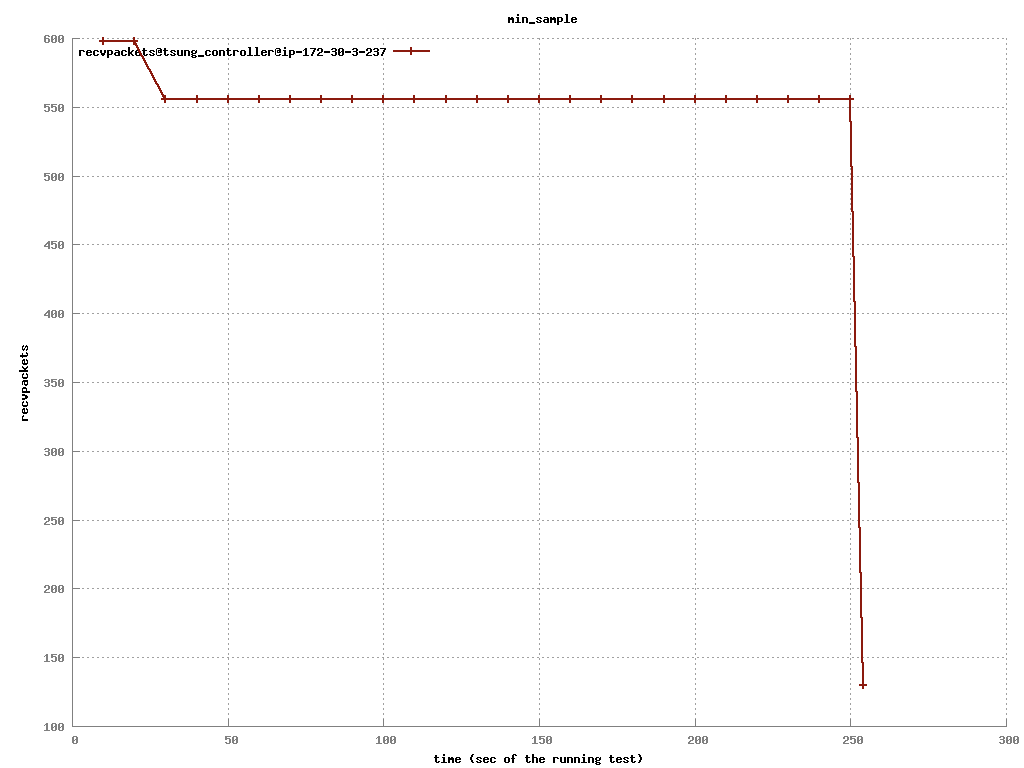 min_sample
600
recvpackets@tsung_controller@ip-172-30-3-237
550
500
450
400
350
recvpackets
300
250
200
150
100
0 50 100 150 200 250 300
time (sec of the running test)